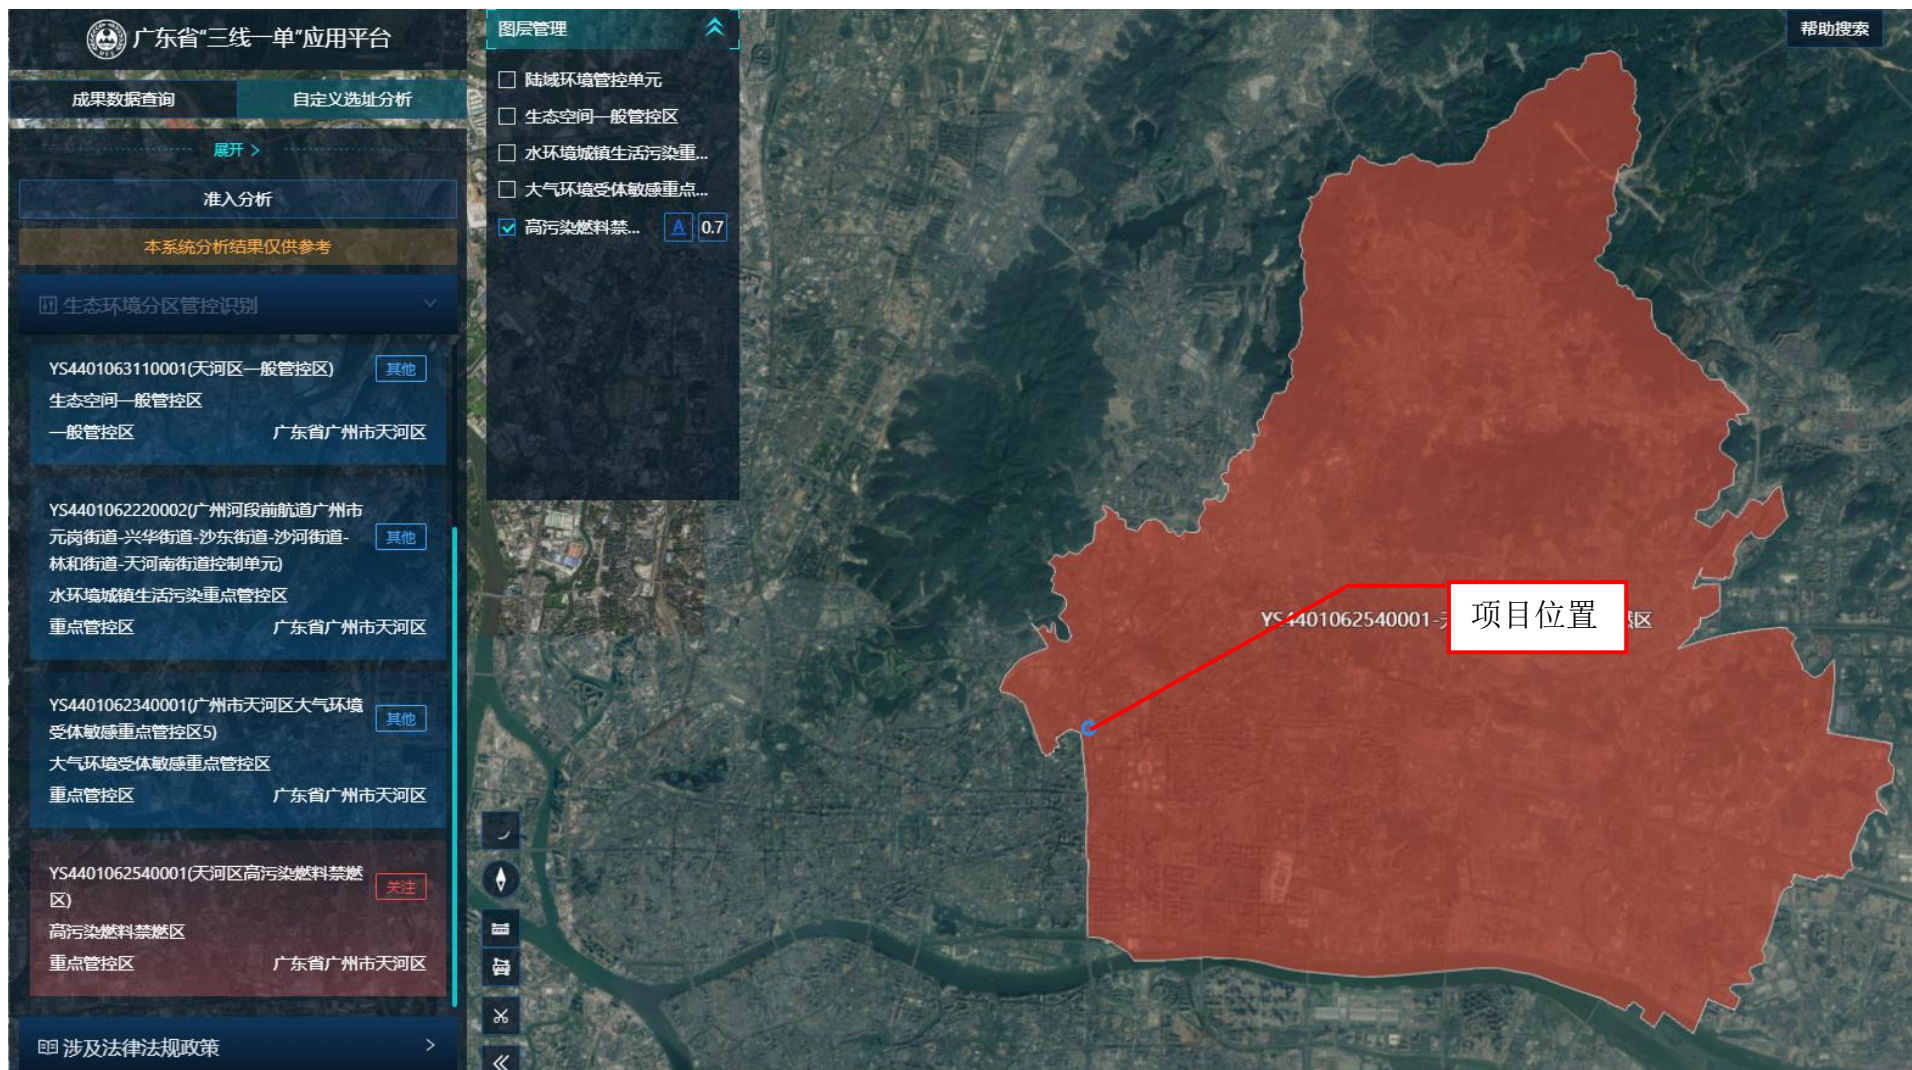 广东省"三线一单"应用平台
成果数据查询
自定义选址分析
展开 >
准入分析
本系统分析结果仅供参考
生态环境分区管控识别
YS4401063110001(天河区一般管控区)
其他
生态空间一般管控区
一般管控区
广东省广州市天河区
YS4401062220002(广州河段前航道广州市
元岗街道-兴华街道-沙东街道-沙河街道-
林和街道-天河南街道控制单元)
其他
水环境城镇生活污染重点管控区
重点管控区
广东省广州市天河区
YS4401062340001(广州市天河区大气环境
受体敏感重点管控区5)
其他
大气环境受体敏感重点管控区
重点管控区
广东省广州市天河区
YS4401062540001(天河区高污染燃料禁燃
区)
关注
高污染燃料禁燃区
重点管控区
广东省广州市天河区
涉及法律法规政策
图层管理
陆域环境管控单元
生态空间一般管控区
水环境城镇生活污染重...
大气环境受体敏感重点...
高污染燃料禁...
A
0.7
帮助搜索
YS4401062540001-
燃区
项目位置